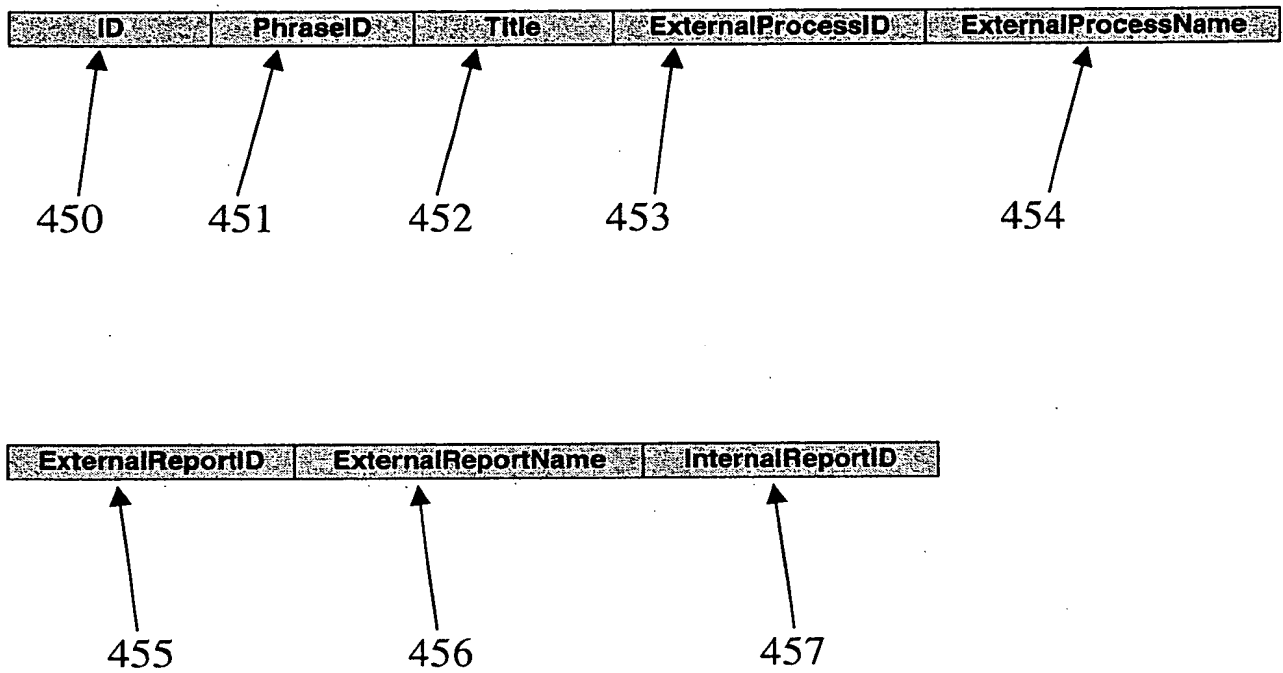 ID PhraseID Title ExternalProcessID ExternalProcessName
450 451 452 453 454
ExternalReportID ExternalReportName InternalReportID
455 456 457